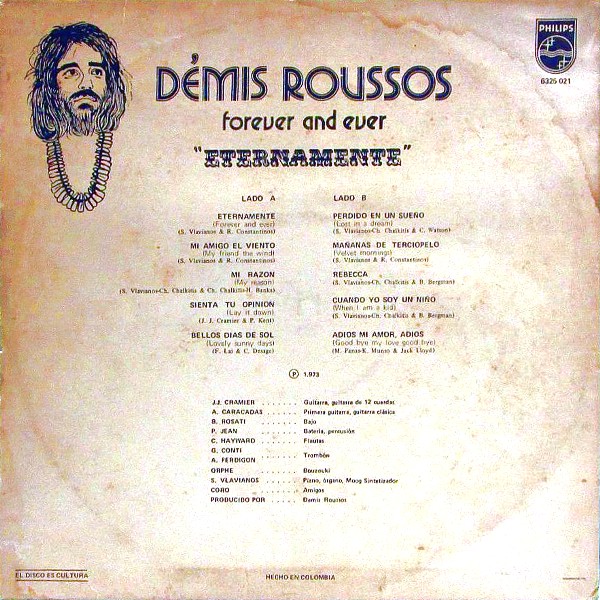 PHILIPS
6325 021
DÉMIS ROUSSOS
forever and ever
"ETERNAMENTE"
LADO A
ETERNAMENTE
(Forever and ever)
(S. Vlavianos & R. Constantinos)
MI AMIGO EL VIENTO
(My friend the wind)
(S. Vlavianos & R. Constantinos)
MI RAZON
(My reason)
(S. Vlavianos-Ch. Chalkitis & Ch. Chalkitis-H. Banks)
SIENTA TU OPINION
(Lay it down)
(J. J. Cramier & P. Kent)
BELLOS DIAS DE SOL
(Lovely sunny days)
(F. Lai & C. Desage)
LADO B
PERDIDO EN UN SUEÑO
(Lost in a dream)
(S. Vlavianos-Ch. Chalkitis & C. Watson)
MAÑANAS DE TERCIOPELO
(Velvet mornings)
(S. Vlavianos & R. Constantinos)
REBECCA
(S. Vlavianos-Ch. Chalkitis & B. Bergman)
CUANDO YO SOY UN NIÑO
(When I am a kid)
(S. Vlavianos-Ch. Chalkitis & B. Bergman)
ADIOS MI AMOR, ADIOS
(Good bye my love good bye)
(M. Panas-K. Munro & Jack Lloyd)
Ⓟ 1.973
J.J. CRAMIER ...... Guitarra, guitarra de 12 cuerdas
A. CARACADAS ...... Primera guitarra, guitarra clásica
B. ROSATI ...... Bajo
P. JEAN ...... Batería, percusión
C. HAYWARD ...... Flautas
G. CONTI
A. FERDIGON ...... Trombón
ORPHE ...... Bouzouki
S. VLAVIANOS ...... Piano, órgano, Moog Sintetizador
CORO ...... Amigos
PRODUCIDO POR ..... Demis Roussos
EL DISCO ES CULTURA
HECHO EN COLOMBIA